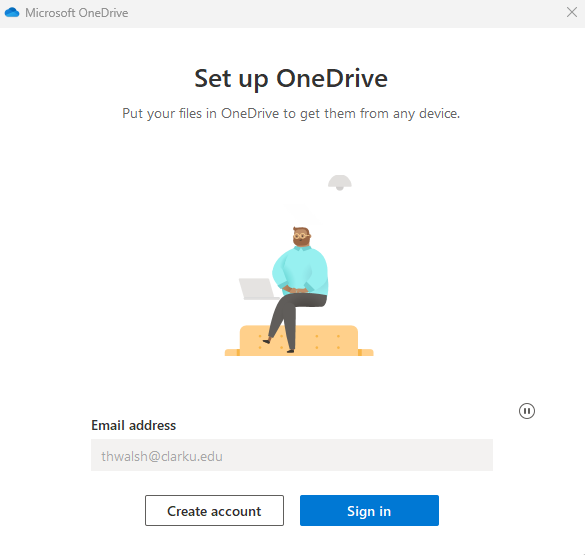 Microsoft OneDrive
Set up OneDrive
Put your files in OneDrive to get them from any device.
Email address
thwalsh@clarku.edu
Create account
Sign in